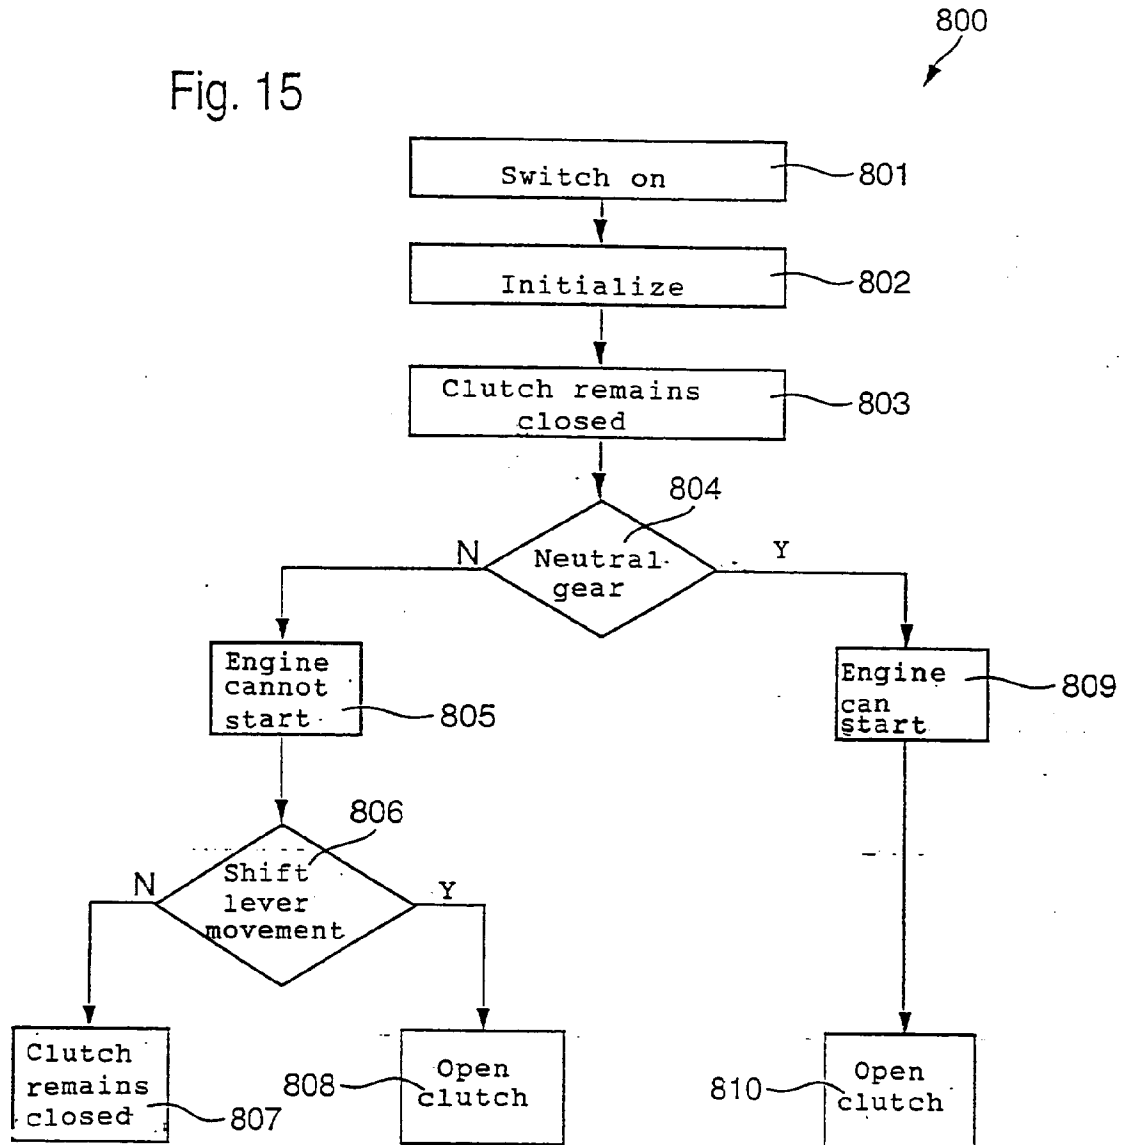 800
Fig. 15
Switch on
801
Initialize
802
Clutch remains
closed
803
804
Neutral
gear
N
Y
Engine
cannot
start
805
Engine
can
start
809
806
Shift
lever
movement
N
Y
Clutch
remains
closed
807
Open
clutch
808
Open
clutch
810